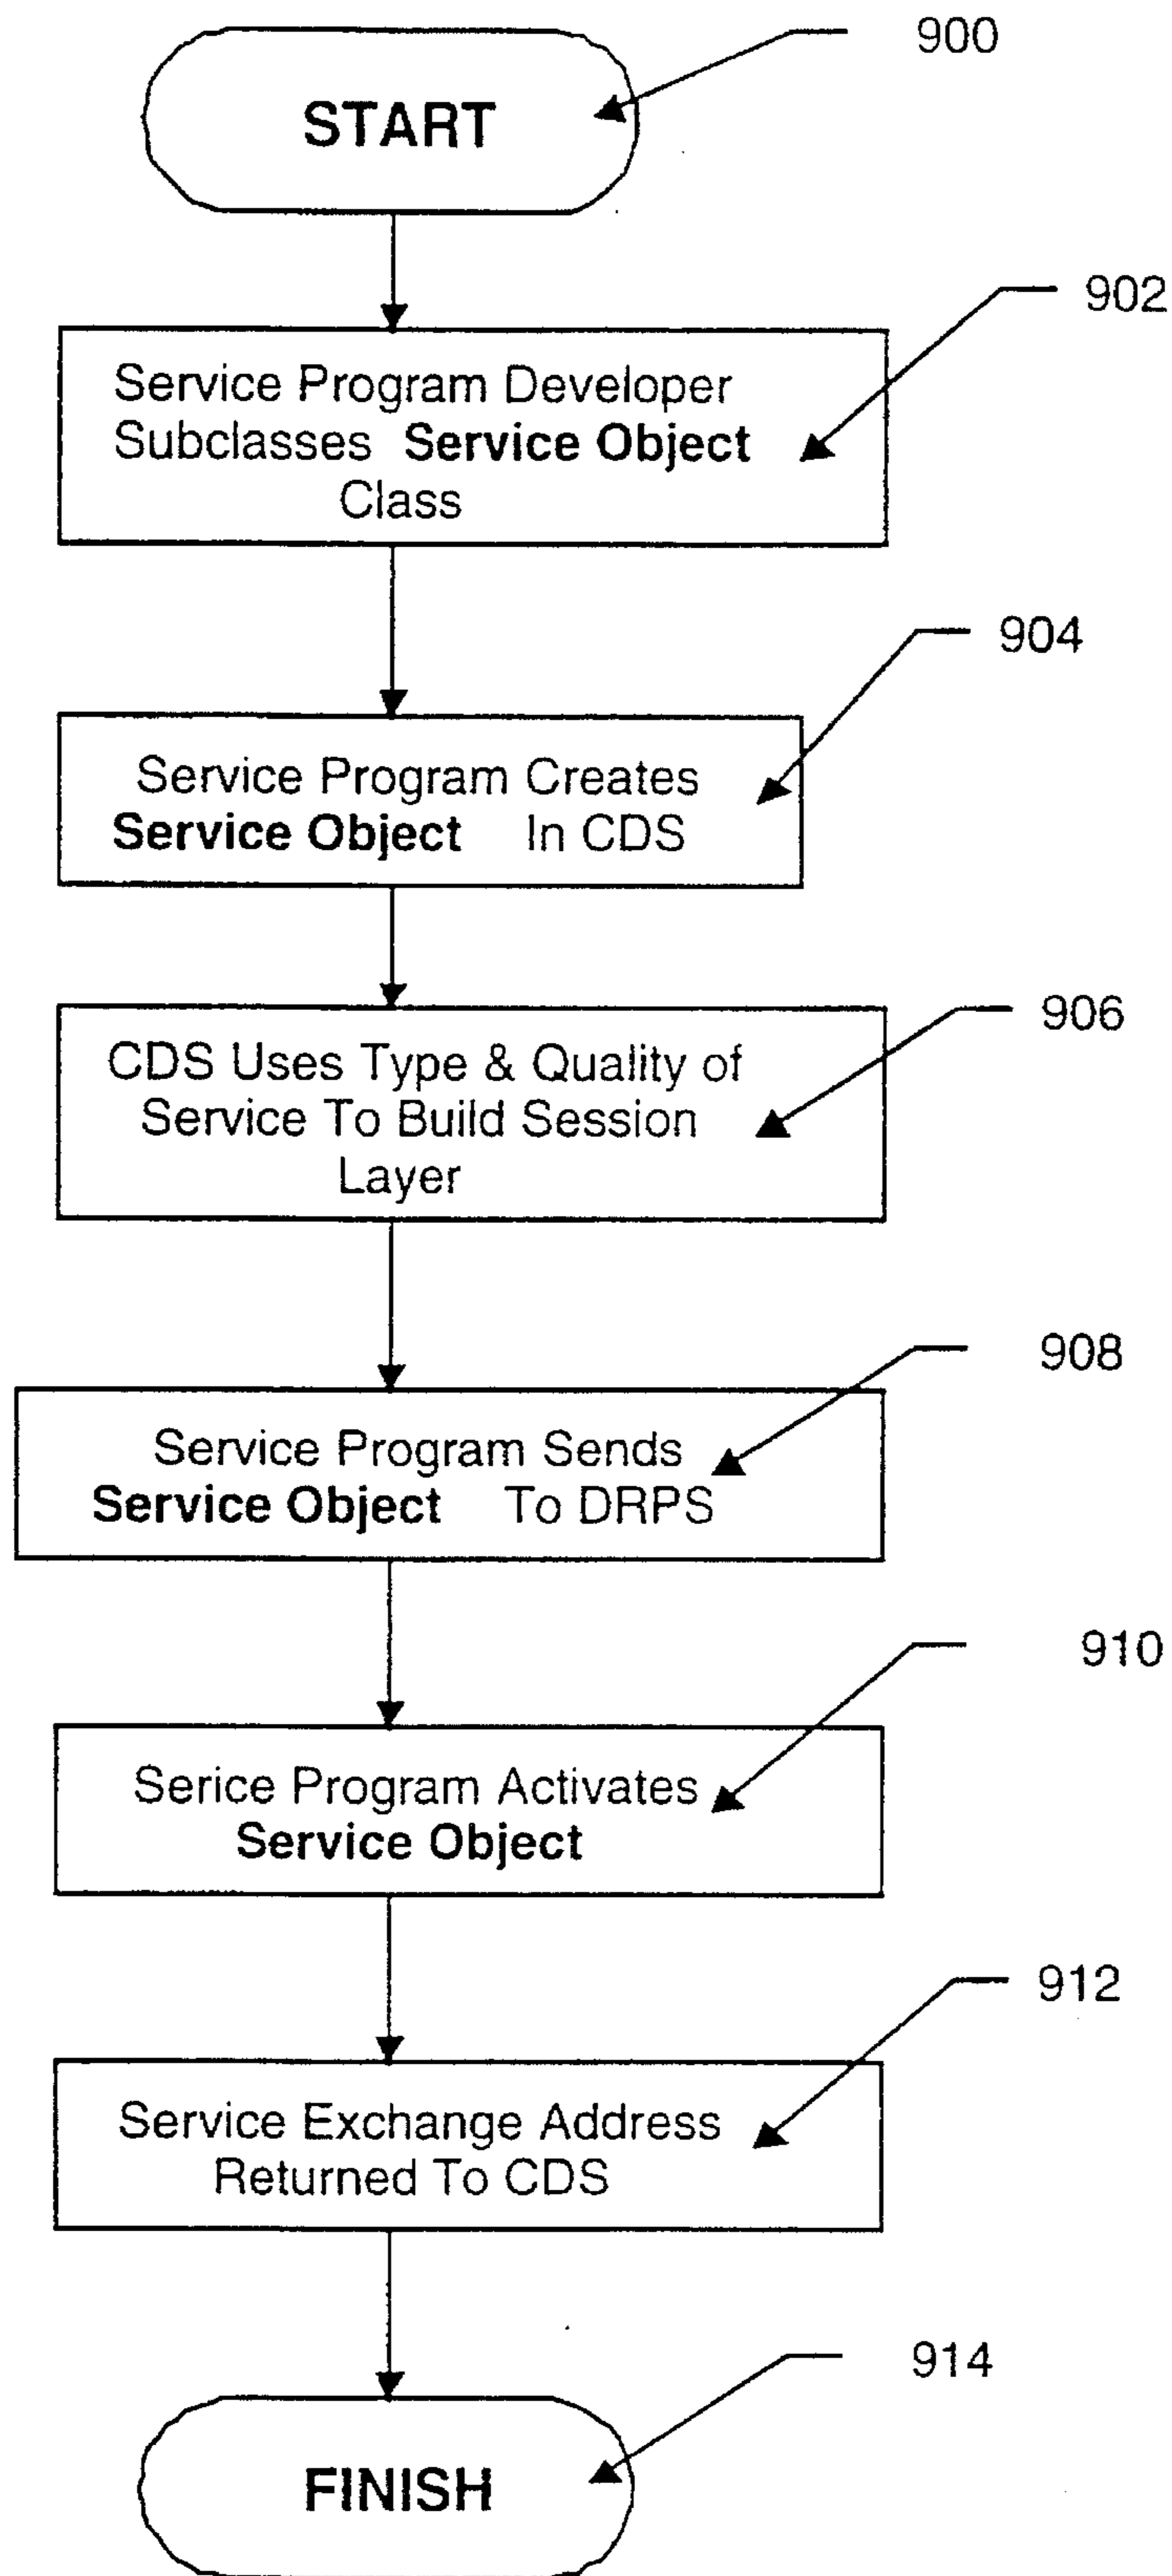 900
START
902
Service Program Developer
Subclasses Service Object
Class
904
Service Program Creates
Service Object In CDS
906
CDS Uses Type & Quality of
Service To Build Session
Layer
908
Service Program Sends
Service Object To DRPS
910
Serice Program Activates
Service Object
912
Service Exchange Address
Returned To CDS
914
FINISH